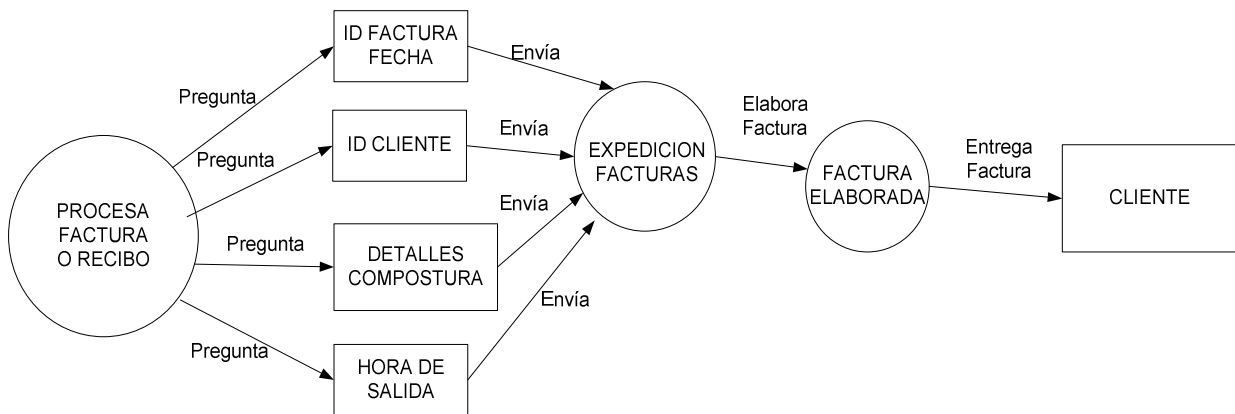 PROCESA
FACTURA
O RECIBO
Pregunta
Pregunta
Pregunta
Pregunta
ID FACTURA
FECHA
ID CLIENTE
DETALLES
COMPOSTURA
HORA DE
SALIDA
Envía
Envía
Envía
Envía
EXPEDICION
FACTURAS
Elabora
Factura
FACTURA
ELABORADA
Entrega
Factura
CLIENTE